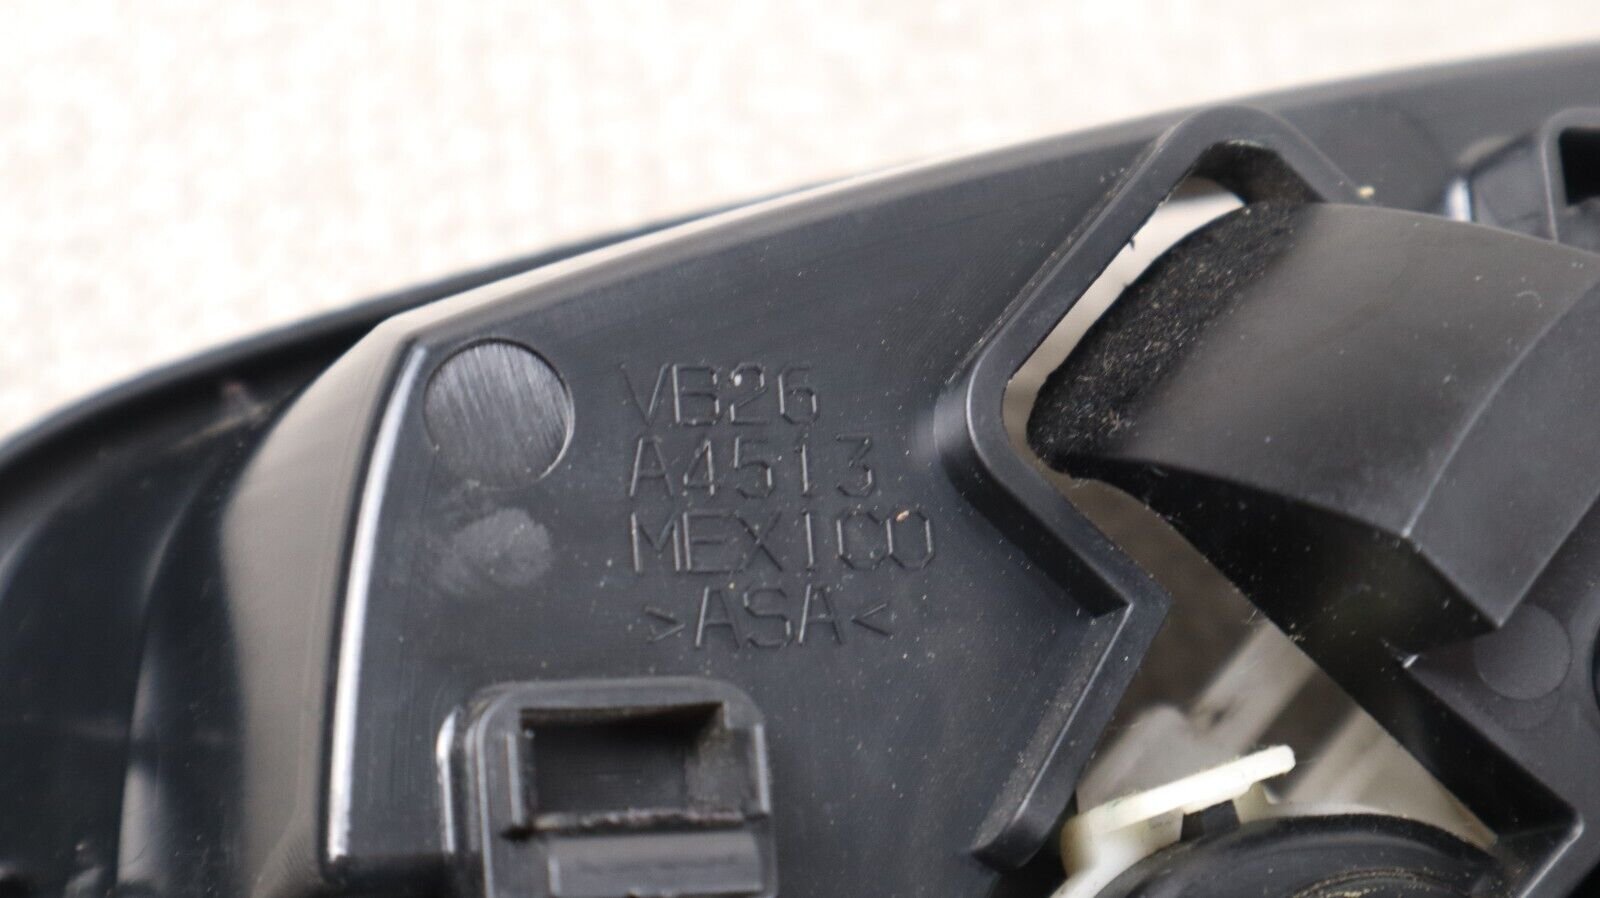 VB26
A4513
MEXICO
>ASA<